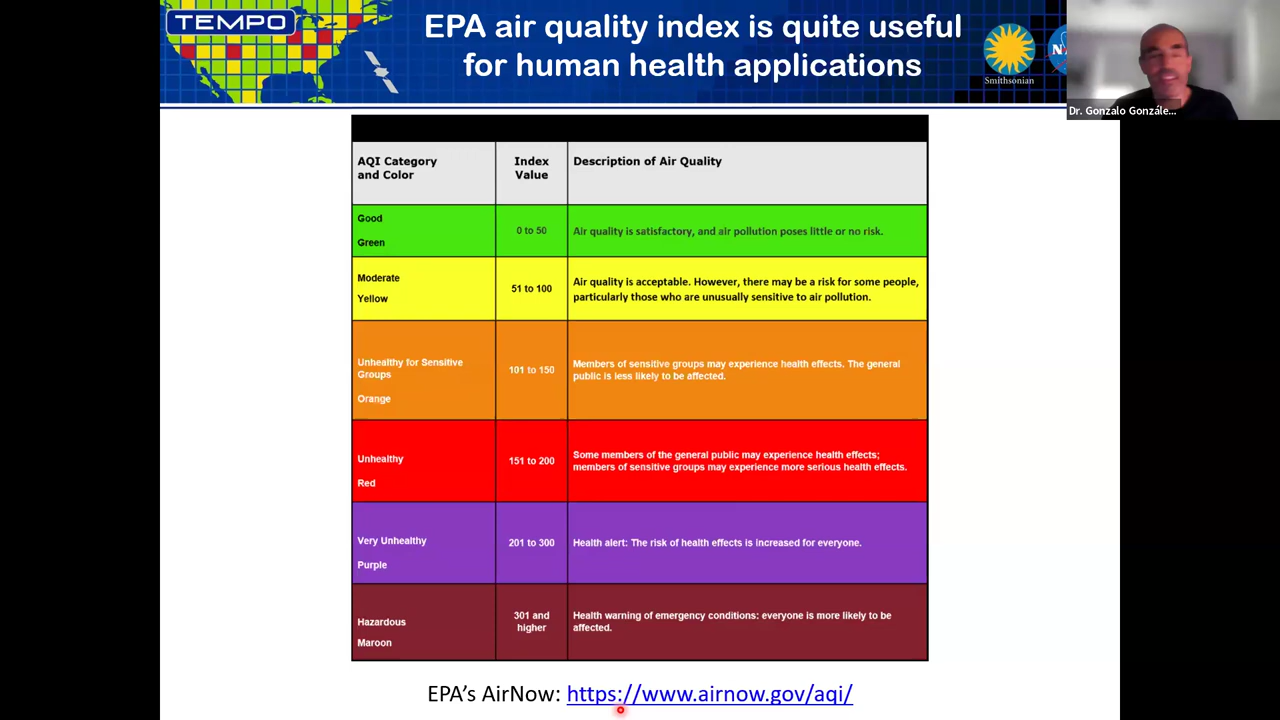 TEMPO
EPA air quality index is quite useful
for human health applications
Smithsonian
Dr. Gonzalo Gonzále...
AQI Category
and Color
Index
Value
Description of Air Quality
Good
Green
0 to 50
Air quality is satisfactory, and air pollution poses little or no risk.
Moderate
Yellow
51 to 100
Air quality is acceptable. However, there may be a risk for some people,
particularly those who are unusually sensitive to air pollution.
Unhealthy for Sensitive
Groups
Orange
101 to 150
Members of sensitive groups may experience health effects. The general
public is less likely to be affected.
Unhealthy
Red
151 to 200
Some members of the general public may experience health effects;
members of sensitive groups may experience more serious health effects.
Very Unhealthy
Purple
201 to 300
Health alert: The risk of health effects is increased for everyone.
Hazardous
Maroon
301 and
higher
Health warning of emergency conditions: everyone is more likely to be
affected.
EPA's AirNow: https://www.airnow.gov/aqi/